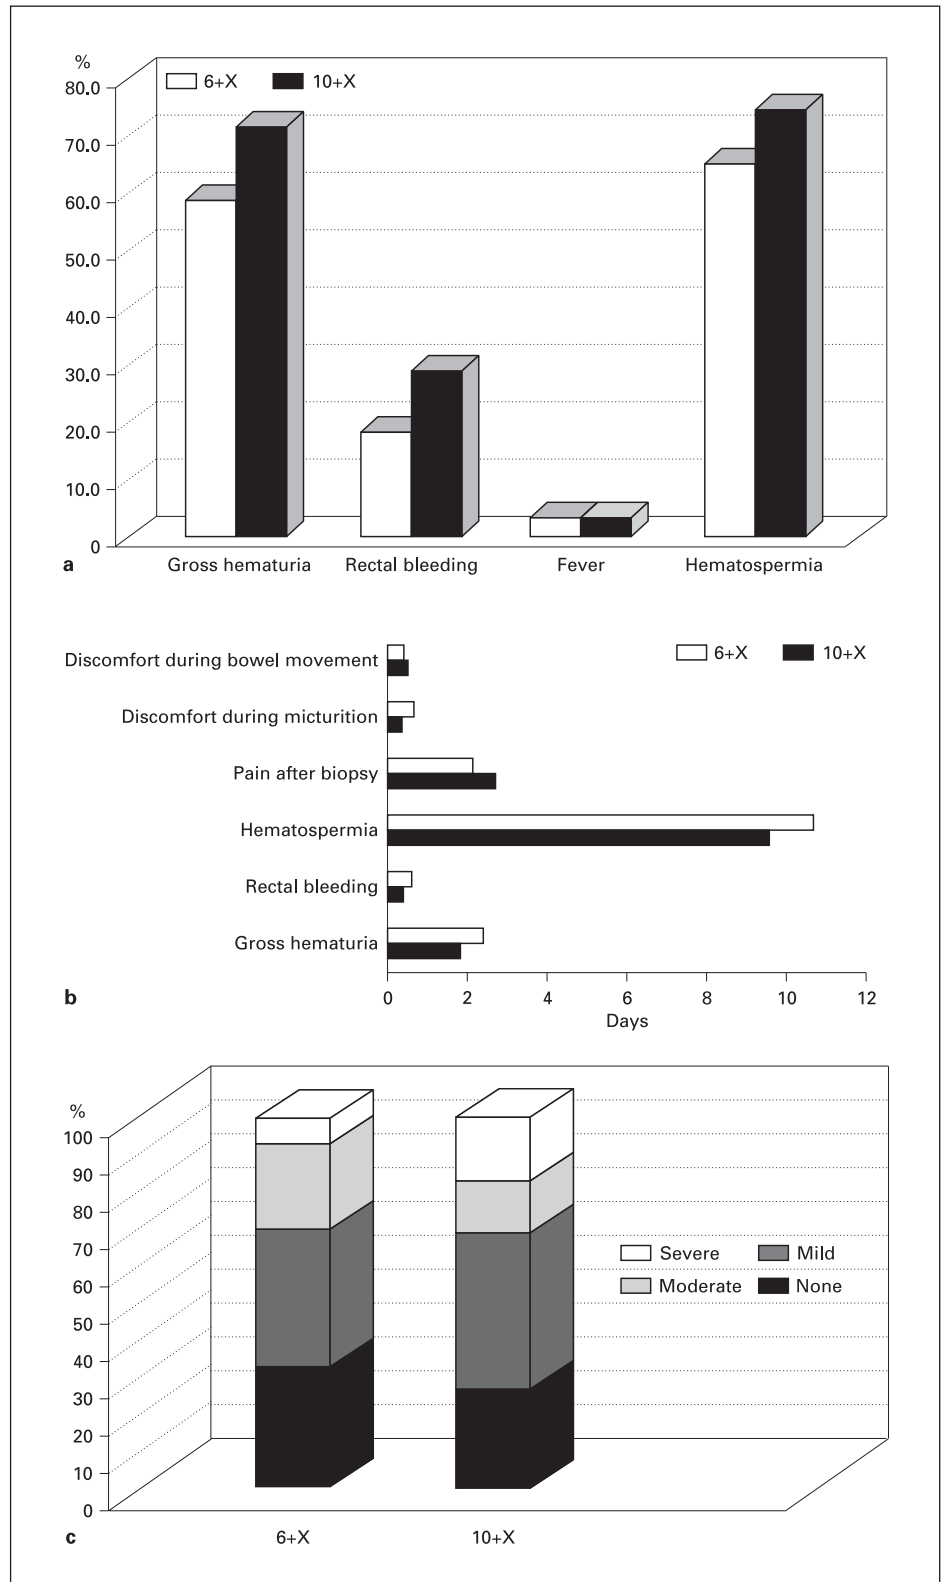 %
6+X 10+X
80.0
70.0
60.0
50.0
40.0
30.0
20.0
10.0
0
a Gross hematuria Rectal bleeding Fever Hematospermia
6+X 10+X
Discomfort during bowel movement
Discomfort during micturition
Pain after biopsy
Hematospermia
Rectal bleeding
Gross hematuria
b 0 2 4 6 8 10 12
Days
%
100
90
80
70
60
50
40
30
20
10
0
Severe Mild
Moderate None
c 6+X 10+X